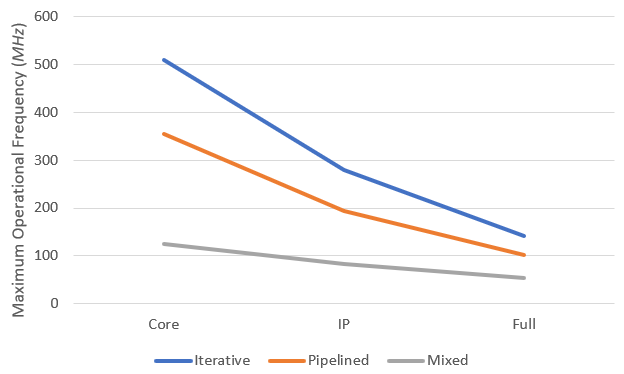 Maximum Operational Frequency (MHz)
600
500
400
300
200
100
0
Core IP Full
Iterative Pipelined Mixed